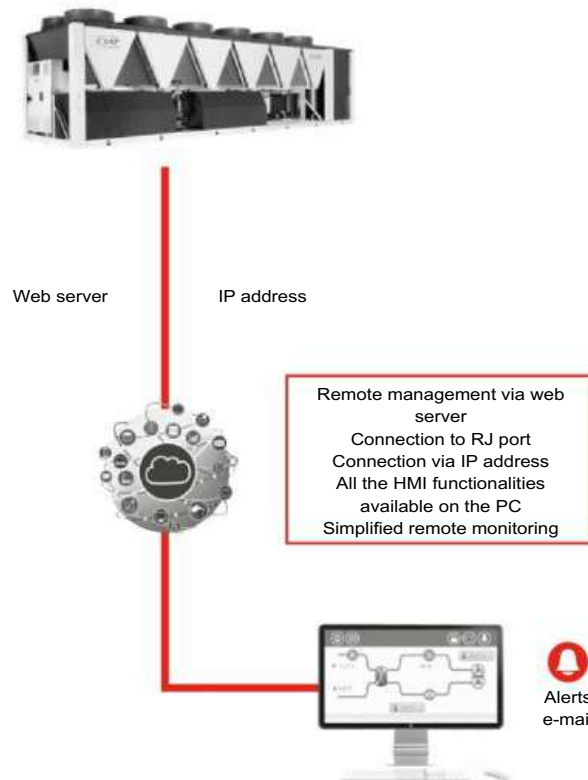 Web server
IP address
Remote management via web
server
Connection to RJ port
Connection via IP address
All the HMI functionalities
available on the PC
Simplified remote monitoring
Alerts
e-mai